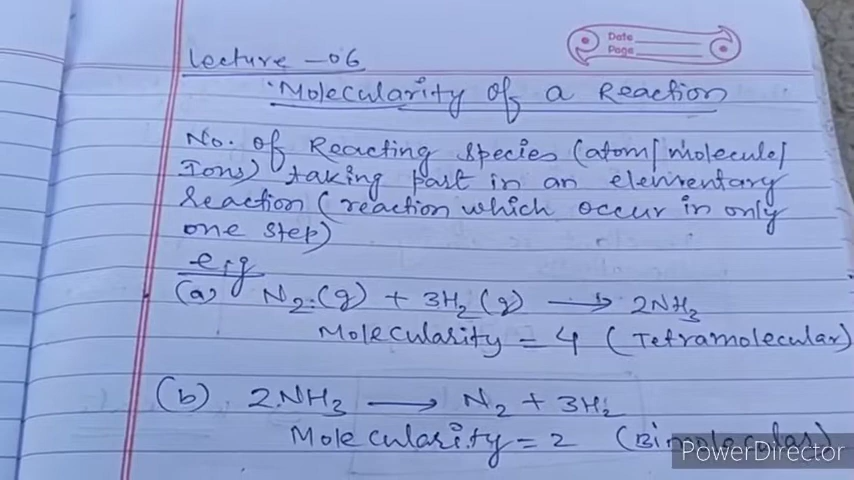 Date
Page
Lecture - 06
Molecularity of a Reaction
No. of Reacting species (atom/molecule/
Ions) taking part in an elementary
Reaction (reaction which occur in only
one step)
e.g
(a) N₂(g) + 3H₂(g) → 2NH₃
Molecularity = 4 (Tetramolecular)
(b) 2NH₃ → N₂ + 3H₂
Molecularity = 2 (Bimolecular)
PowerDirector